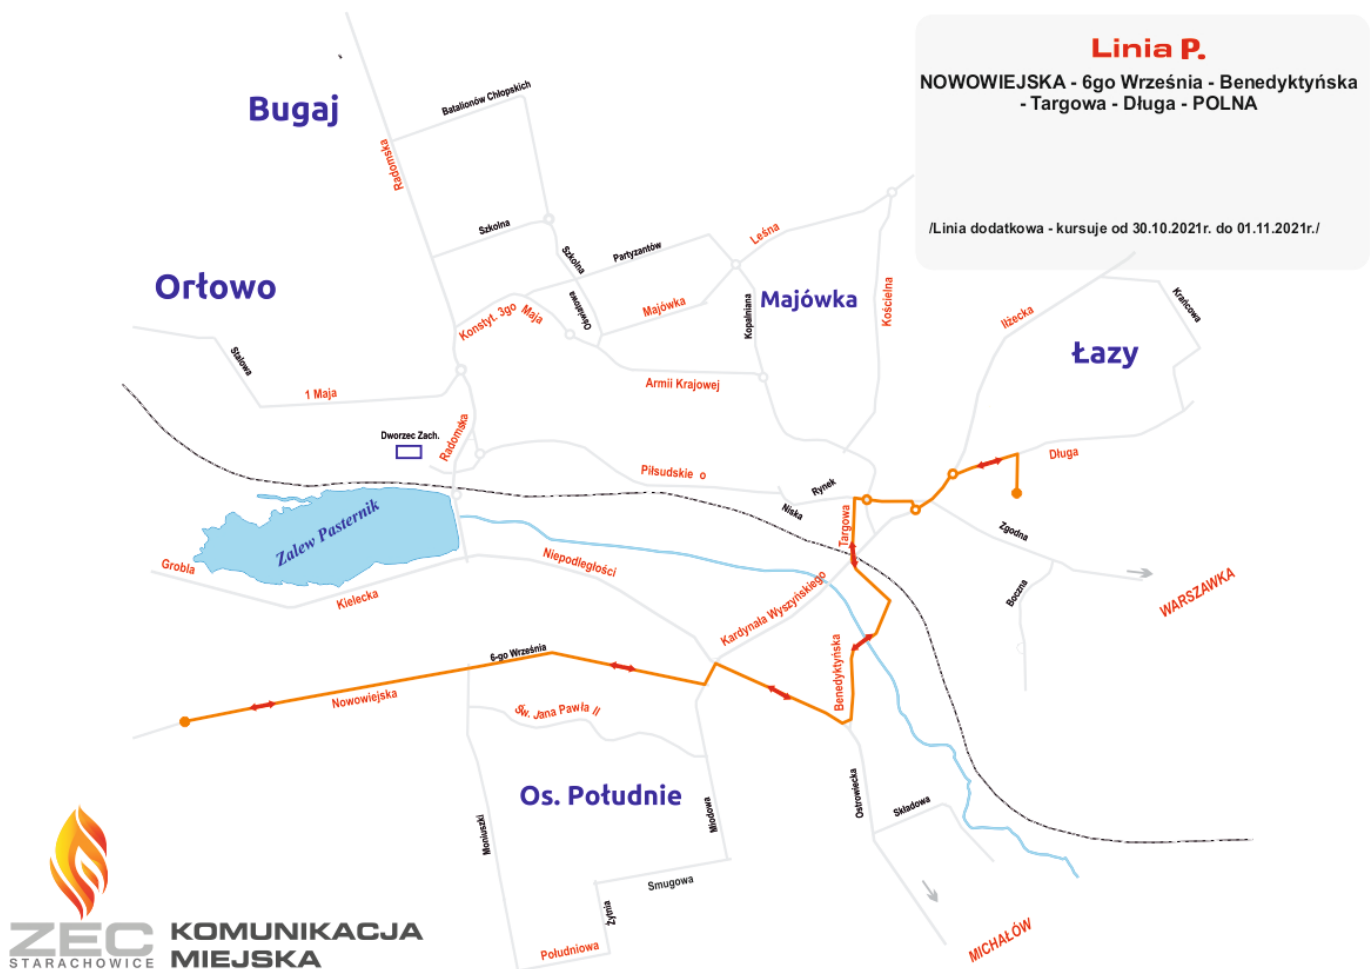 Linia P.
NOWOWIEJSKA - 6go Września - Benedyktyńska
- Targowa - Długa - POLNA
/Linia dodatkowa - kursuje od 30.10.2021r. do 01.11.2021r./
Bugaj
Batalionów Chłopskich
Radomska
Szkolna
Szkolna
Partyzantów
Leśna
Orłowo
Oświatowa
Majówka
Majówka
Kopalniana
Kościelna
Konstyt. 3go Maja
Iłżecka
Krańcowa
Łazy
Stalowa
1 Maja
Armii Krajowej
Dworzec Zach.
Radomska
Piłsudskie o
Rynek
Niska
Targowa
Długa
Zgodna
Zalew Pasternik
Grobla
Kielecka
Niepodległości
Kardynała Wyszyńskiego
Boczna
WARSZAWKA
6-go Września
Nowowiejska
Benedyktyńska
Św. Jana Pawła II
Os. Południe
Moniuszki
Miodowa
Ostrowiecka
Składowa
Smugowa
Żytnia
Południowa
MICHAŁÓW
ZEC
STARACHOWICE
KOMUNIKACJA
MIEJSKA